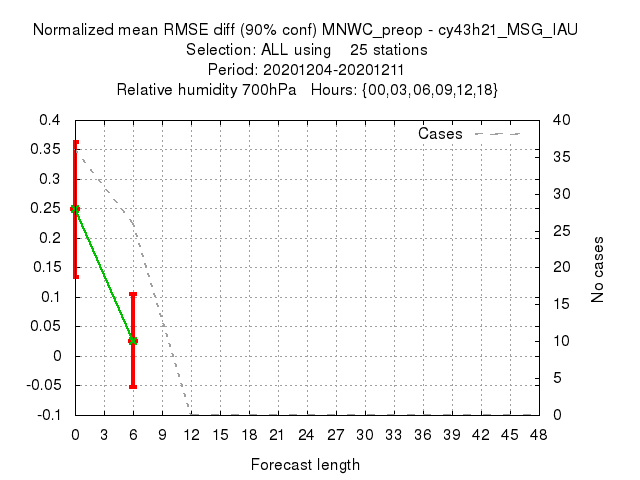 Normalized mean RMSE diff (90% conf) MNWC_preop - cy43h21_MSG_IAU
Selection: ALL using    25 stations
Period: 20201204-20201211
Relative humidity 700hPa   Hours: {00,03,06,09,12,18}
Cases
0.4
0.35
0.3
0.25
0.2
0.15
0.1
0.05
0
-0.05
-0.1
40
35
30
25
20
15
10
5
0
No cases
0 3 6 9 12 15 18 21 24 27 30 33 36 39 42 45 48
Forecast length